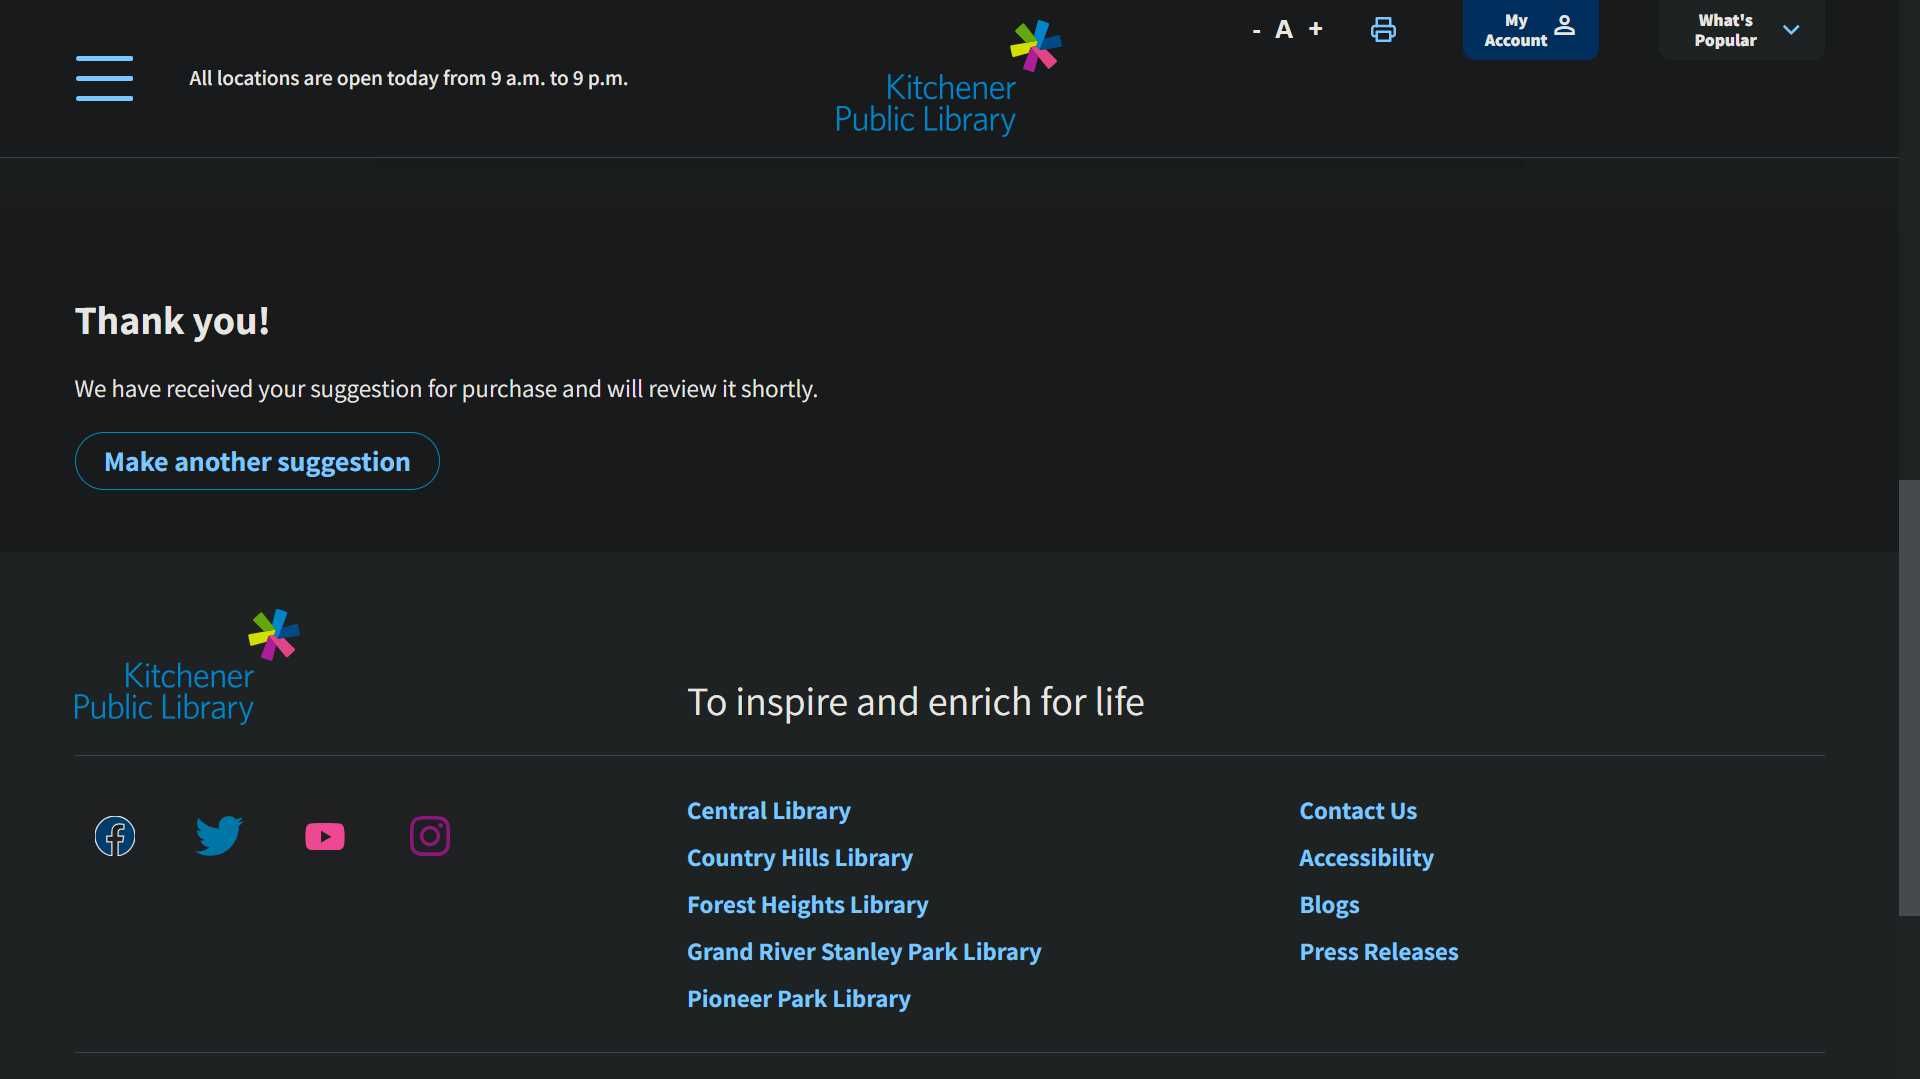 All locations are open today from 9 a.m. to 9 p.m.
Kitchener
Public Library
- A +
My
Account
What's
Popular
Thank you!
We have received your suggestion for purchase and will review it shortly.
Make another suggestion
Kitchener
Public Library
To inspire and enrich for life
Central Library
Country Hills Library
Forest Heights Library
Grand River Stanley Park Library
Pioneer Park Library
Contact Us
Accessibility
Blogs
Press Releases